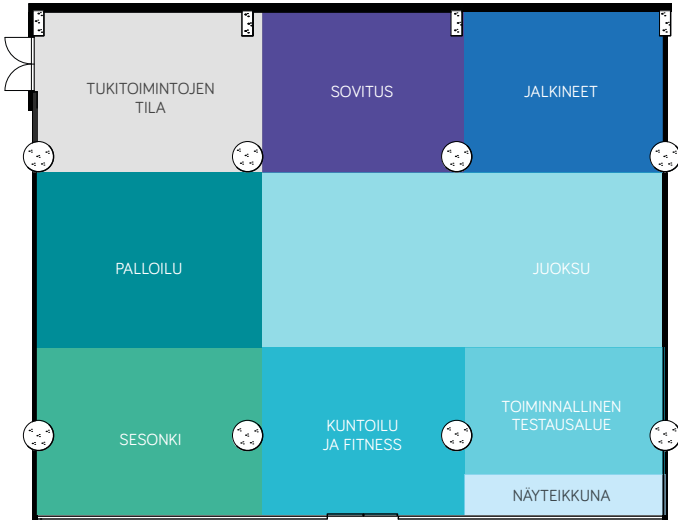 TUKITOIMINTOJEN
TILA
SOVITUS
JALKINEET
PALLOILU
JUOKSU
SESONKI
KUNTOILU
JA FITNESS
TOIMINNALLINEN
TESTAUSALUE
NÄYTEIKKUNA